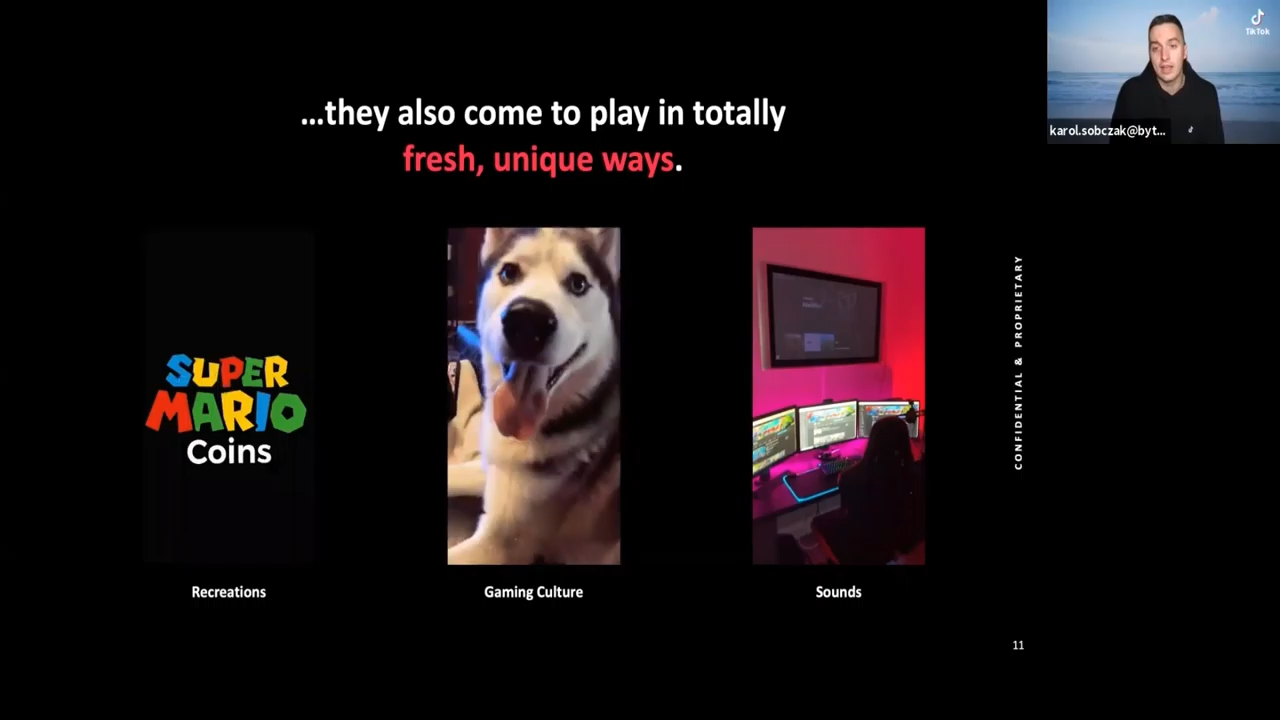 …they also come to play in totally
fresh, unique ways.
TikTok
karol.sobczak@byt...
SUPER
MARIO
Coins
Recreations
Gaming Culture
Sounds
CONFIDENTIAL & PROPRIETARY
11